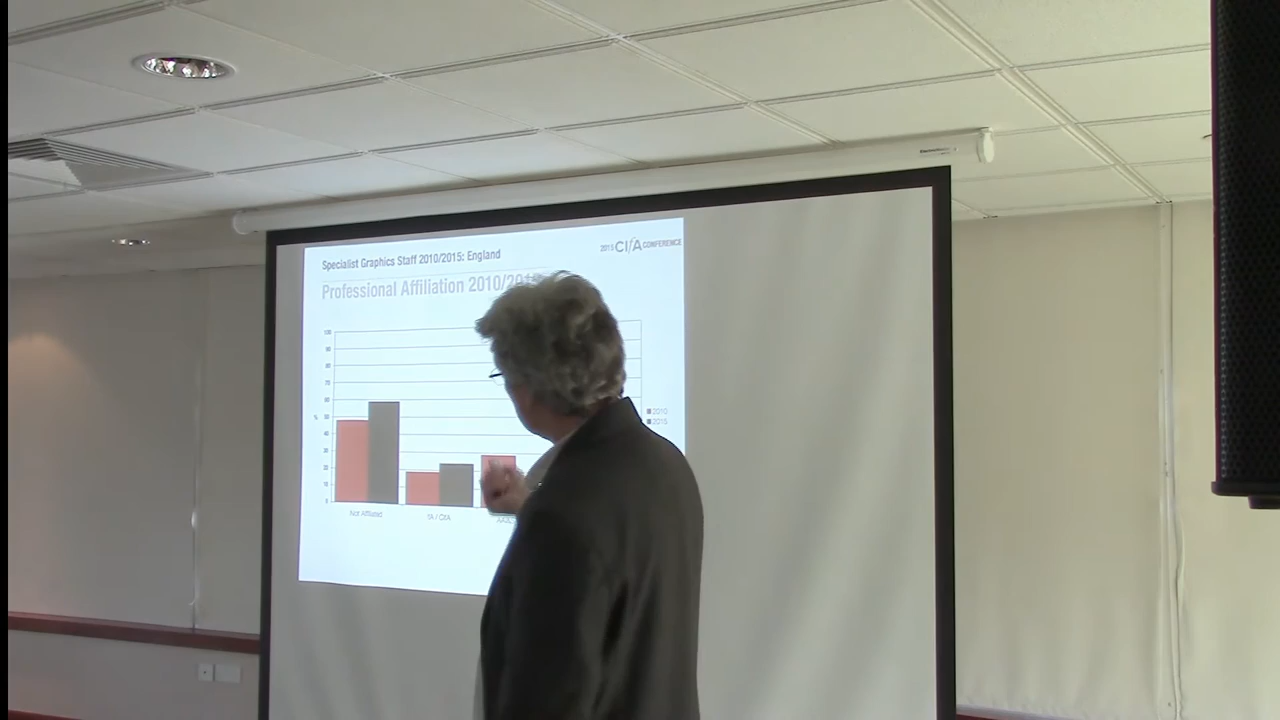 Specialist Graphics Staff 2010/2015: England
2015 CIfA CONFERENCE
Professional Affiliation 2010/20
100
90
80
70
60
50
40
30
20
10
0
%
Not Affiliated
IfA / CIfA
2010
2015